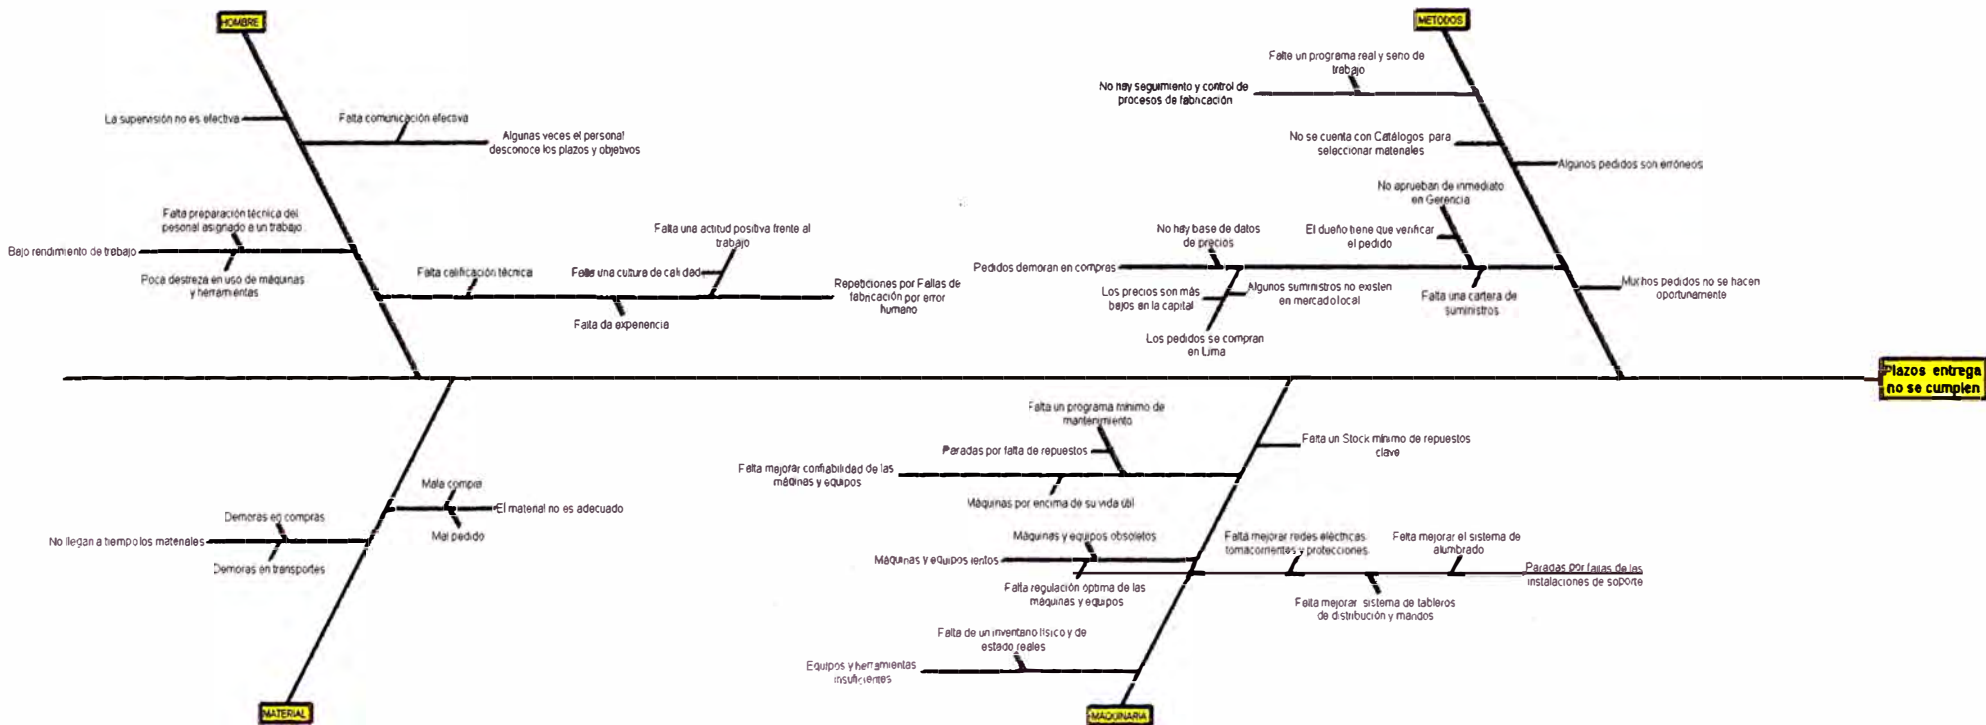 HOMBRE
METODOS
Falte un programa real y serio de
trabajo
No hay seguimiento y control de
procesos de fabricación
La supervisión no es efectiva
Falta comunicación efectiva
Algunas veces el personal
desconoce los plazos y objetivos
No se cuenta con Catálogos para
seleccionar materiales
Algunos pedidos son erróneos
No aprueban de inmediato
en Gerencia
Falta preparación técnica del
pesonal asignado a un trabajo
Bajo rendimiento de trabajo
Poca destreza en uso de máquinas
y herramientas
Falta una actitud positiva frente al
trabajo
Falta calificación técnica
Falta una cultura de calidad
Repeticiones por Fallas de
fabricación por error
humano
Falta da experiencia
No hay base de datos
de precios
El dueño tiene que verificar
el pedido
Pedidos demoran en compras
Los precios son más
bajos en la capital
Algunos suministros no existen
en mercado local
Falta una cartera de
suministros
Muchos pedidos no se hacen
oportunamente
Los pedidos se compran
en Lima
Plazos entrega
no se cumplen
Falta un programa mínimo de
mantenimiento
Paradas por falta de repuestos
Falta un Stock mínimo de repuestos
clave
Falta mejorar confiabilidad de las
máquinas y equipos
Máquinas por encima de su vida útil
Mala compra
El material no es adecuado
Mal pedido
Demoras en compras
No llegan a tiempo los materiales
Demoras en transportes
Máquinas y equipos obsoletos
Máquinas y equipos lentos
Falta regulación óptima de las
máquinas y equipos
Falta mejorar redes eléctricas
tomacorrientes y protecciones
Falta mejorar el sistema de
alumbrado
Paradas por fallas de las
instalaciones de soporte
Falta mejorar sistema de tableros
de distribución y mandos
Falta de un inventario físico y de
estado reales
Equipos y herramientas
insuficientes
MATERIAL
MAQUINARIA